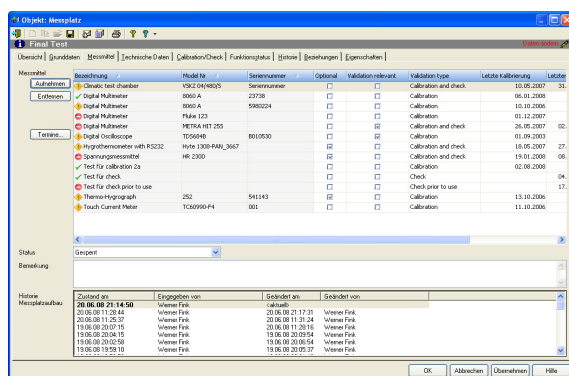 Objekt: Messplatz
Final Test Daten ändern
Übersicht Grunddaten Messmittel Technische Daten Calibration/Check Funktionsstatus Historie Beziehungen Eigenschaften
Messmittel
Aufnehmen
Entfernen
Termine...
Bezeichnung Model Nr Seriennummer Optional Validation relevant Validation type Letzte Kalibrierung Letzter
Climatic test chamber VSKZ 04/480/S Seriennummer Calibration and check 10.05.2007 31.
Digital Multimeter 8060 A 23738 Calibration 06.01.2008
Digital Multimeter 8060 A 5980224 Calibration 10.10.2006
Digital Multimeter Fluke 123 Calibration 01.12.2007
Digital Multimeter METRA HIT 25S Calibration and check 26.05.2007 02.
Digital Oscilloscope TDS684B B010530 Calibration 01.09.2003
Hygrothermometer with RS232 Hyte 1308-PAN_3667 Calibration and check 18.05.2007 27.
Spannungsmessmittel HR 2300 Calibration and check 19.01.2008 08.
Test für calibration 2a Calibration 02.08.2008
Test für check Check 04.
Test für check prior to use Check prior to use 17.
Thermo-Hygrograph 252 541143 Calibration 13.10.2006
Touch Current Meter TC60990-F4 001 Calibration 11.10.2006
Status Gesperrt
Bemerkung
Historie
Messplatzaufbau
Zustand am Eingegeben von Geändert am Geändert von
20.06.08 21:14:50 Werner Fink <aktuell>
20.06.08 11:28:44 Werner Fink 20.06.08 21:17:31 Werner Fink
20.06.08 11:25:37 Werner Fink 20.06.08 11:31:24 Werner Fink
19.06.08 20:07:15 Werner Fink 20.06.08 11:28:16 Werner Fink
19.06.08 20:04:15 Werner Fink 19.06.08 20:09:54 Werner Fink
19.06.08 20:02:58 Werner Fink 19.06.08 20:06:54 Werner Fink
19.06.08 19:59:10 Werner Fink 19.06.08 20:05:37 Werner Fink
OK Abbrechen Übernehmen Hilfe